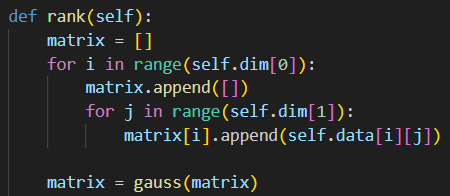 def rank(self):
    matrix = []
    for i in range(self.dim[0]):
        matrix.append([])
        for j in range(self.dim[1]):
            matrix[i].append(self.data[i][j])

    matrix = gauss(matrix)